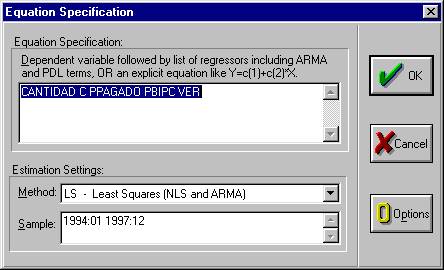 Equation Specification
Equation Specification:
Dependent variable followed by list of regressors including ARMA
and PDL terms, OR an explicit equation like Y=c(1)+c(2)*X.
CANTIDAD C PPAGADO PBIPC VER
OK
Cancel
Estimation Settings:
Method: LS - Least Squares (NLS and ARMA)
Options
Sample: 1994:01 1997:12